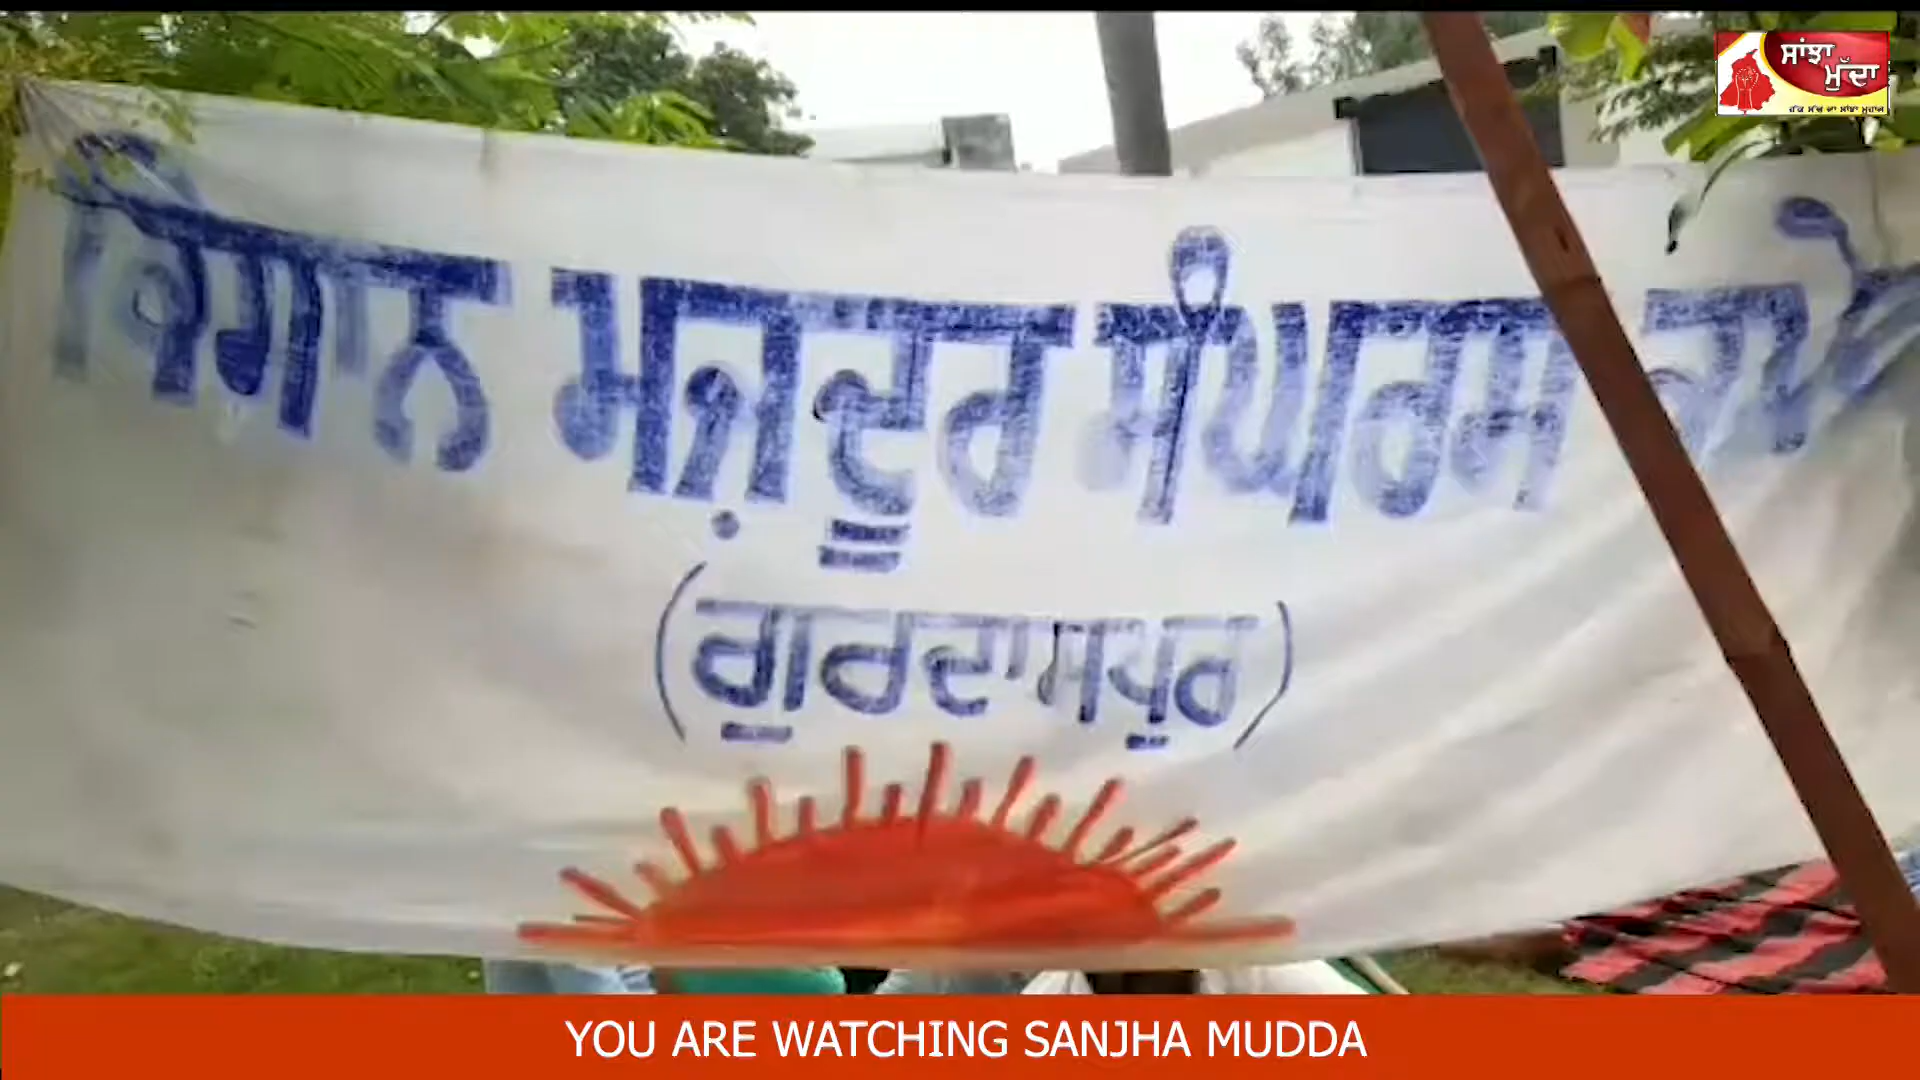 ਸਾਂਝਾ
ਮੁੱਦਾ
ਹੱਕ ਸੱਚ ਦਾ ਸਾਂਝਾ ਮੁਹਾਜ਼
ਕਿਸਾਨ ਮਜ਼ਦੂਰ ਸੰਘਰਸ਼
(ਗੁਰਦਾਸਪੁਰ)
YOU ARE WATCHING SANJHA MUDDA